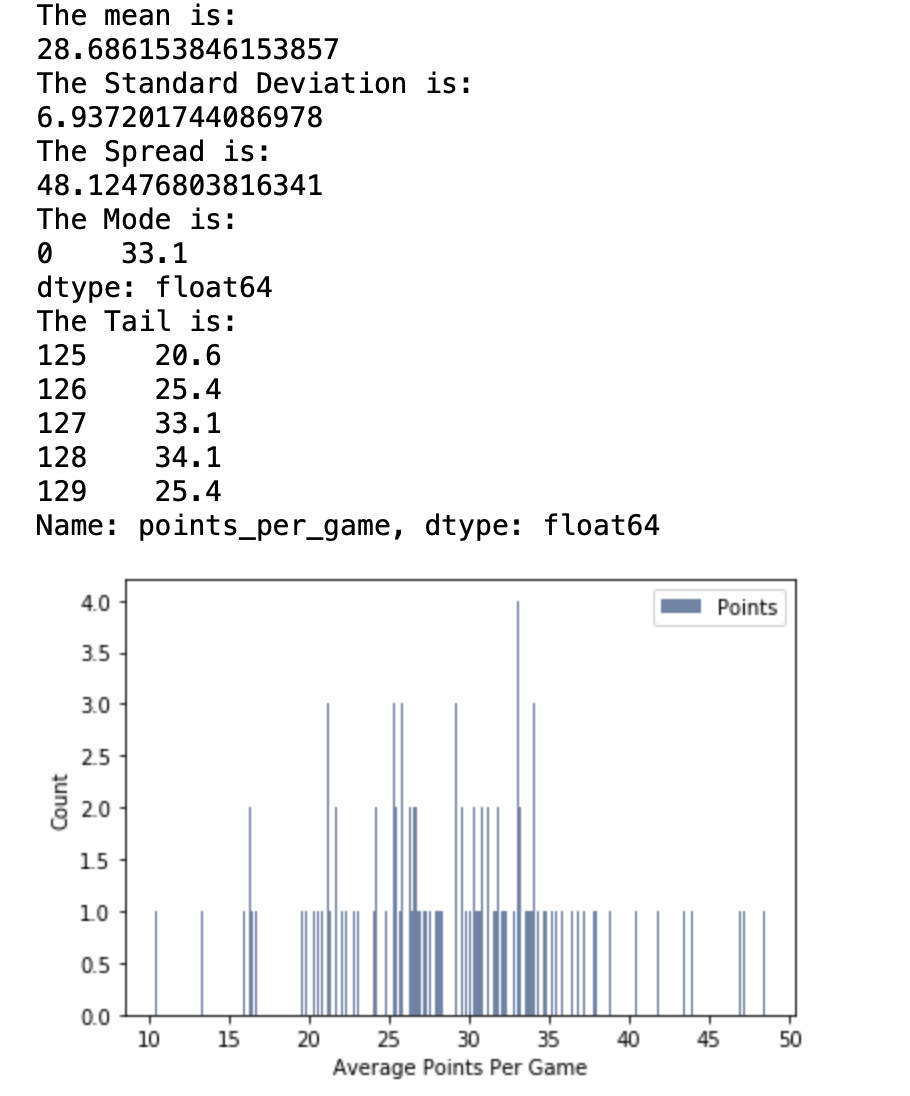 The mean is:
28.686153846153857
The Standard Deviation is:
6.937201744086978
The Spread is:
48.12476803816341
The Mode is:
0    33.1
dtype: float64
The Tail is:
125    20.6
126    25.4
127    33.1
128    34.1
129    25.4
Name: points_per_game, dtype: float64
Points
4.0
3.5
3.0
2.5
2.0
1.5
1.0
0.5
0.0
Count
10 15 20 25 30 35 40 45 50
Average Points Per Game